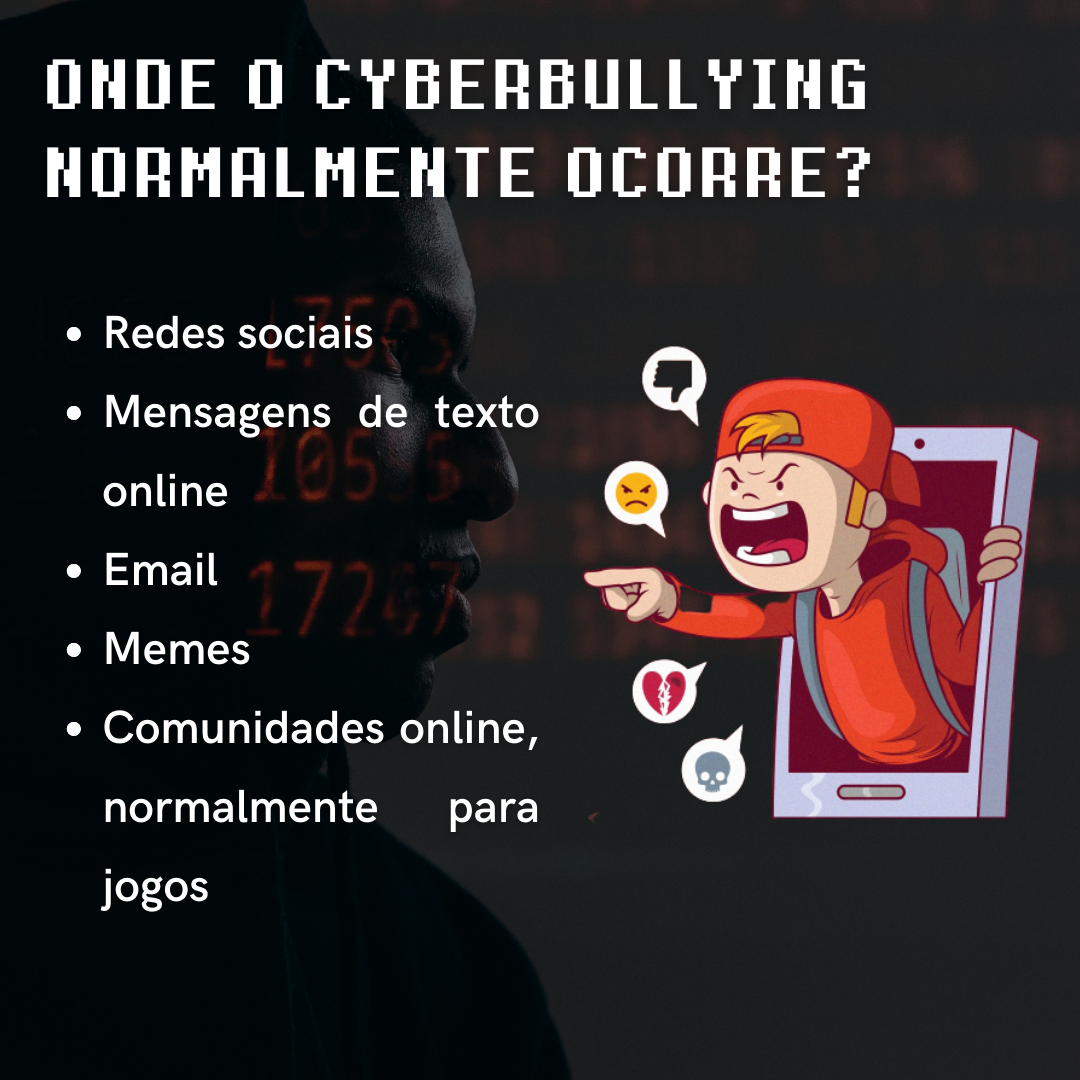 ONDE O CYBERBULLYING
NORMALMENTE OCORRE?
• Redes sociais
• Mensagens de texto
online
• Email
• Memes
• Comunidades online,
normalmente para
jogos